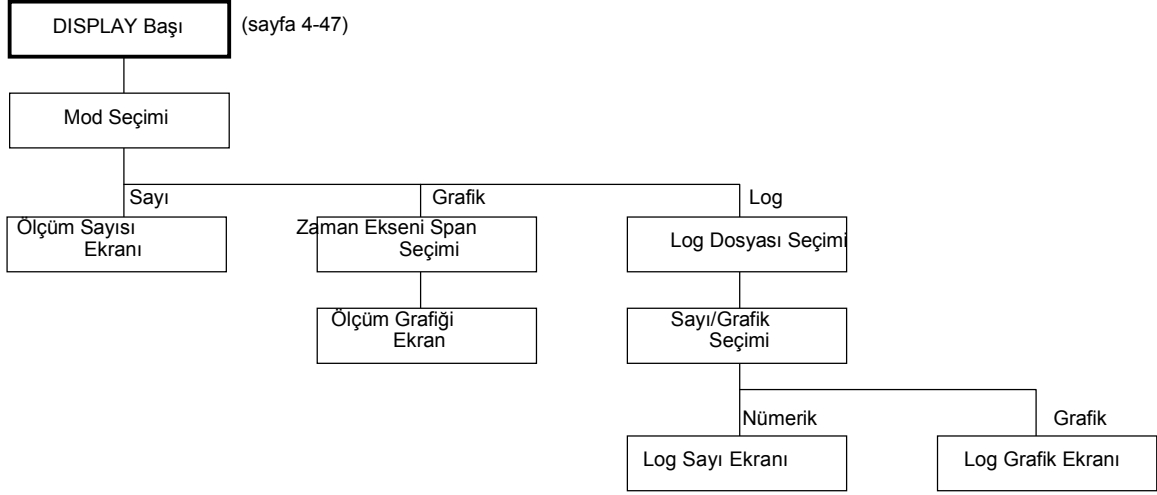 DISPLAY Başı
(sayfa 4-47)
Mod Seçimi
Sayı
Grafik
Log
Ölçüm Sayısı
Ekranı
Zaman Ekseni Span
Seçimi
Log Dosyası Seçimi
Ölçüm Grafiği
Ekran
Sayı/Grafik
Seçimi
Nümerik
Grafik
Log Sayı Ekranı
Log Grafik Ekranı